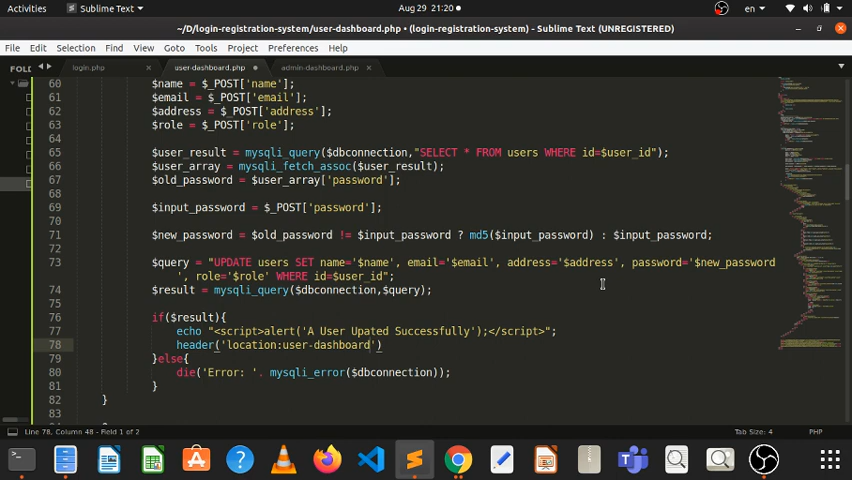 Activities Sublime Text Aug 29 21:20 en
~/D/login-registration-system/user-dashboard.php • (login-registration-system) - Sublime Text (UNREGISTERED)
File Edit Selection Find View Goto Tools Project Preferences Help
FOL login.php user-dashboard.php admin-dashboard.php
60 $name = $_POST['name'];
61 $email = $_POST['email'];
62 $address = $_POST['address'];
63 $role = $_POST['role'];
64
65 $user_result = mysqli_query($dbconnection,"SELECT * FROM users WHERE id=$user_id");
66 $user_array = mysqli_fetch_assoc($user_result);
67 $old_password = $user_array['password'];
68
69 $input_password = $_POST['password'];
70
71 $new_password = $old_password != $input_password ? md5($input_password) : $input_password;
72
73 $query = "UPDATE users SET name='$name', email='$email', address='$address', password='$new_password
', role='$role' WHERE id=$user_id";
74 $result = mysqli_query($dbconnection,$query);
75
76 if($result){
77 echo "<script>alert('A User Upated Successfully');</script>";
78 header('location:user-dashboard')
79 }else{
80 die('Error: '. mysqli_error($dbconnection));
81 }
82 }
83
Line 78, Column 48 - Field 1 of 2 Tab Size: 4 PHP